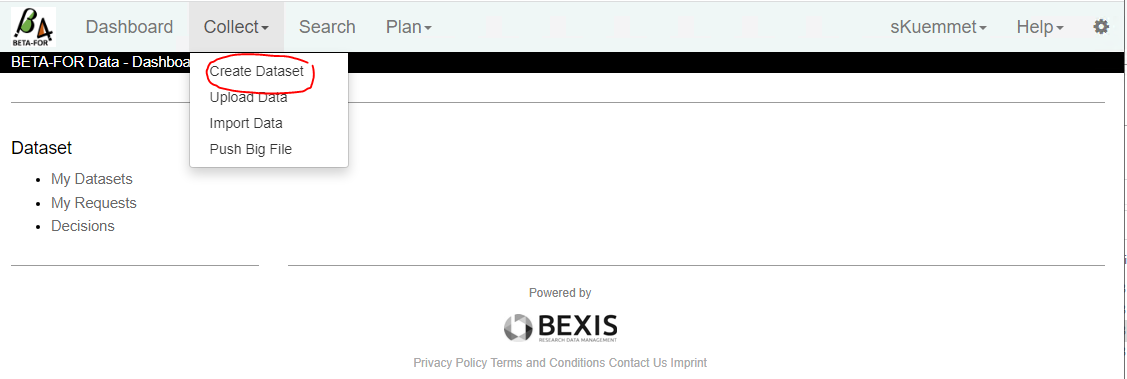 BETA-FOR
Dashboard Collect Search Plan sKuemmet Help
BETA-FOR Data - Dashboa
Create Dataset
Upload Data
Import Data
Push Big File
Dataset
My Datasets
My Requests
Decisions
Powered by
BEXIS
RESEARCH DATA MANAGEMENT
Privacy Policy Terms and Conditions Contact Us Imprint